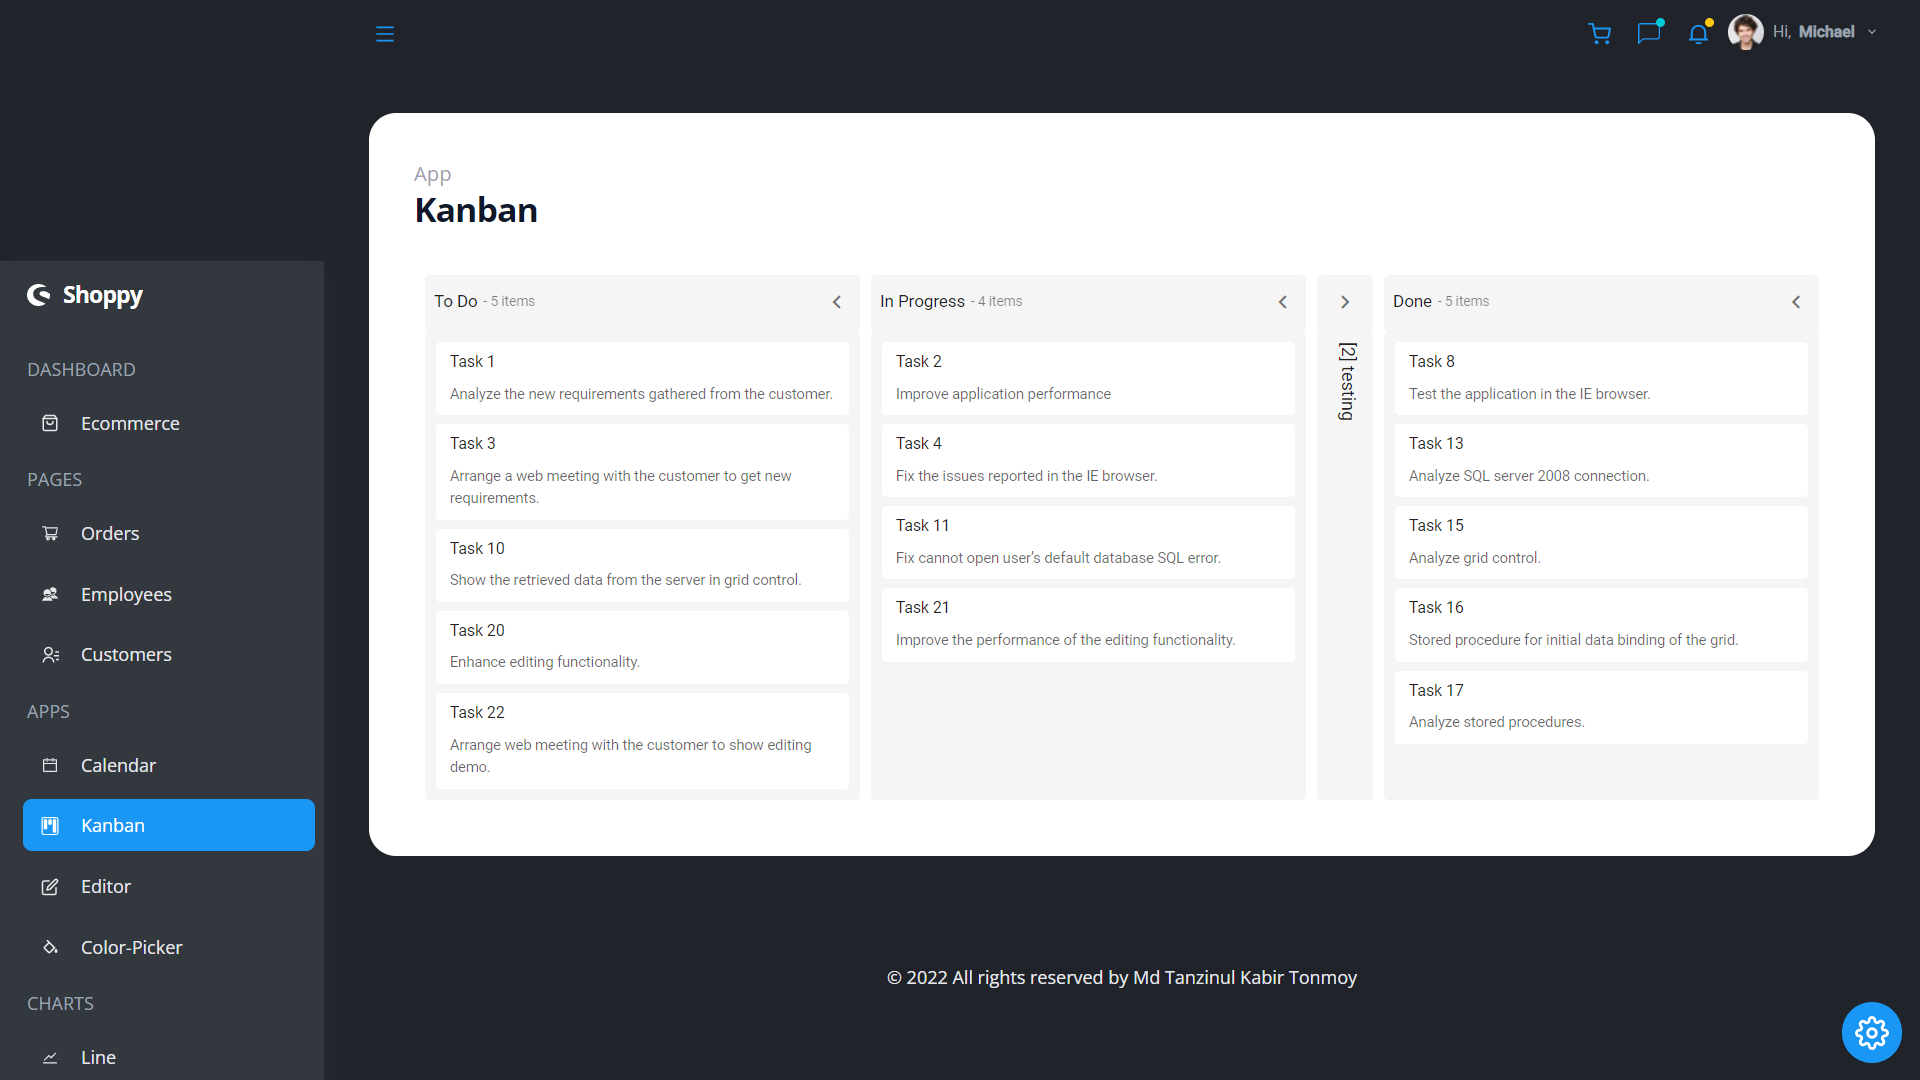 Hi, Michael
Shoppy
DASHBOARD
Ecommerce
PAGES
Orders
Employees
Customers
APPS
Calendar
Kanban
Editor
Color-Picker
CHARTS
Line
App
Kanban
To Do - 5 items
Task 1
Analyze the new requirements gathered from the customer.
Task 3
Arrange a web meeting with the customer to get new
requirements.
Task 10
Show the retrieved data from the server in grid control.
Task 20
Enhance editing functionality.
Task 22
Arrange web meeting with the customer to show editing
demo.
In Progress - 4 items
Task 2
Improve application performance
Task 4
Fix the issues reported in the IE browser.
Task 11
Fix cannot open user’s default database SQL error.
Task 21
Improve the performance of the editing functionality.
[2] testing
Done - 5 items
Task 8
Test the application in the IE browser.
Task 13
Analyze SQL server 2008 connection.
Task 15
Analyze grid control.
Task 16
Stored procedure for initial data binding of the grid.
Task 17
Analyze stored procedures.
© 2022 All rights reserved by Md Tanzinul Kabir Tonmoy